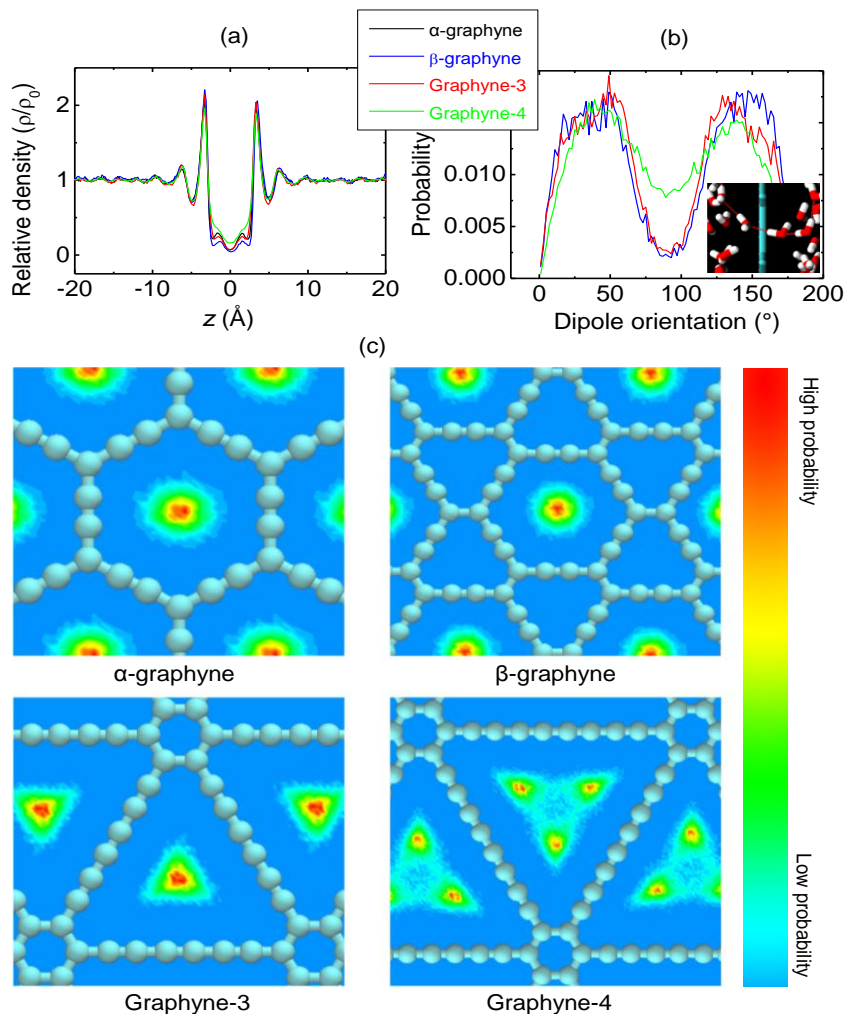 (a)
α-graphyne
β-graphyne
Graphyne-3
Graphyne-4
(b)
Relative density (ρ/ρ₀)
2
1
0
-20 -10 0 10 20
z (Å)
Probability
0.010
0.005
0.000
0 50 100 150 200
Dipole orientation (°)
(c)
α-graphyne
β-graphyne
Graphyne-3
Graphyne-4
High probability
Low probability